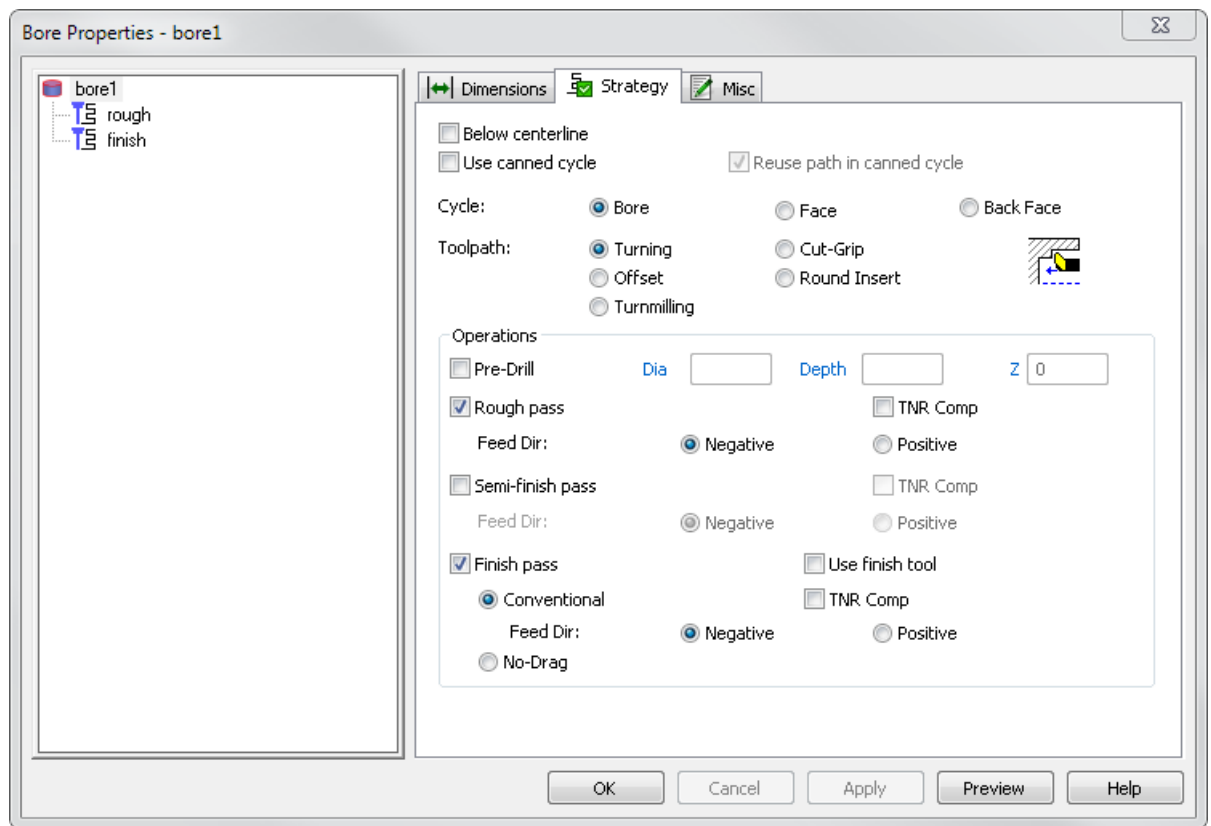 Bore Properties - bore1
bore1
rough
finish
Dimensions Strategy Misc
Below centerline
Use canned cycle Reuse path in canned cycle
Cycle: Bore Face Back Face
Toolpath: Turning Cut-Grip
Offset Round Insert
Turnmilling
Operations
Pre-Drill Dia Depth Z 0
Rough pass TNR Comp
Feed Dir: Negative Positive
Semi-finish pass TNR Comp
Feed Dir: Negative Positive
Finish pass Use finish tool
Conventional TNR Comp
Feed Dir: Negative Positive
No-Drag
OK Cancel Apply Preview Help